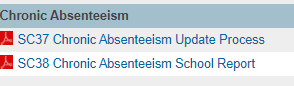 Chronic Absenteeism
SC37 Chronic Absenteeism Update Process
SC38 Chronic Absenteeism School Report